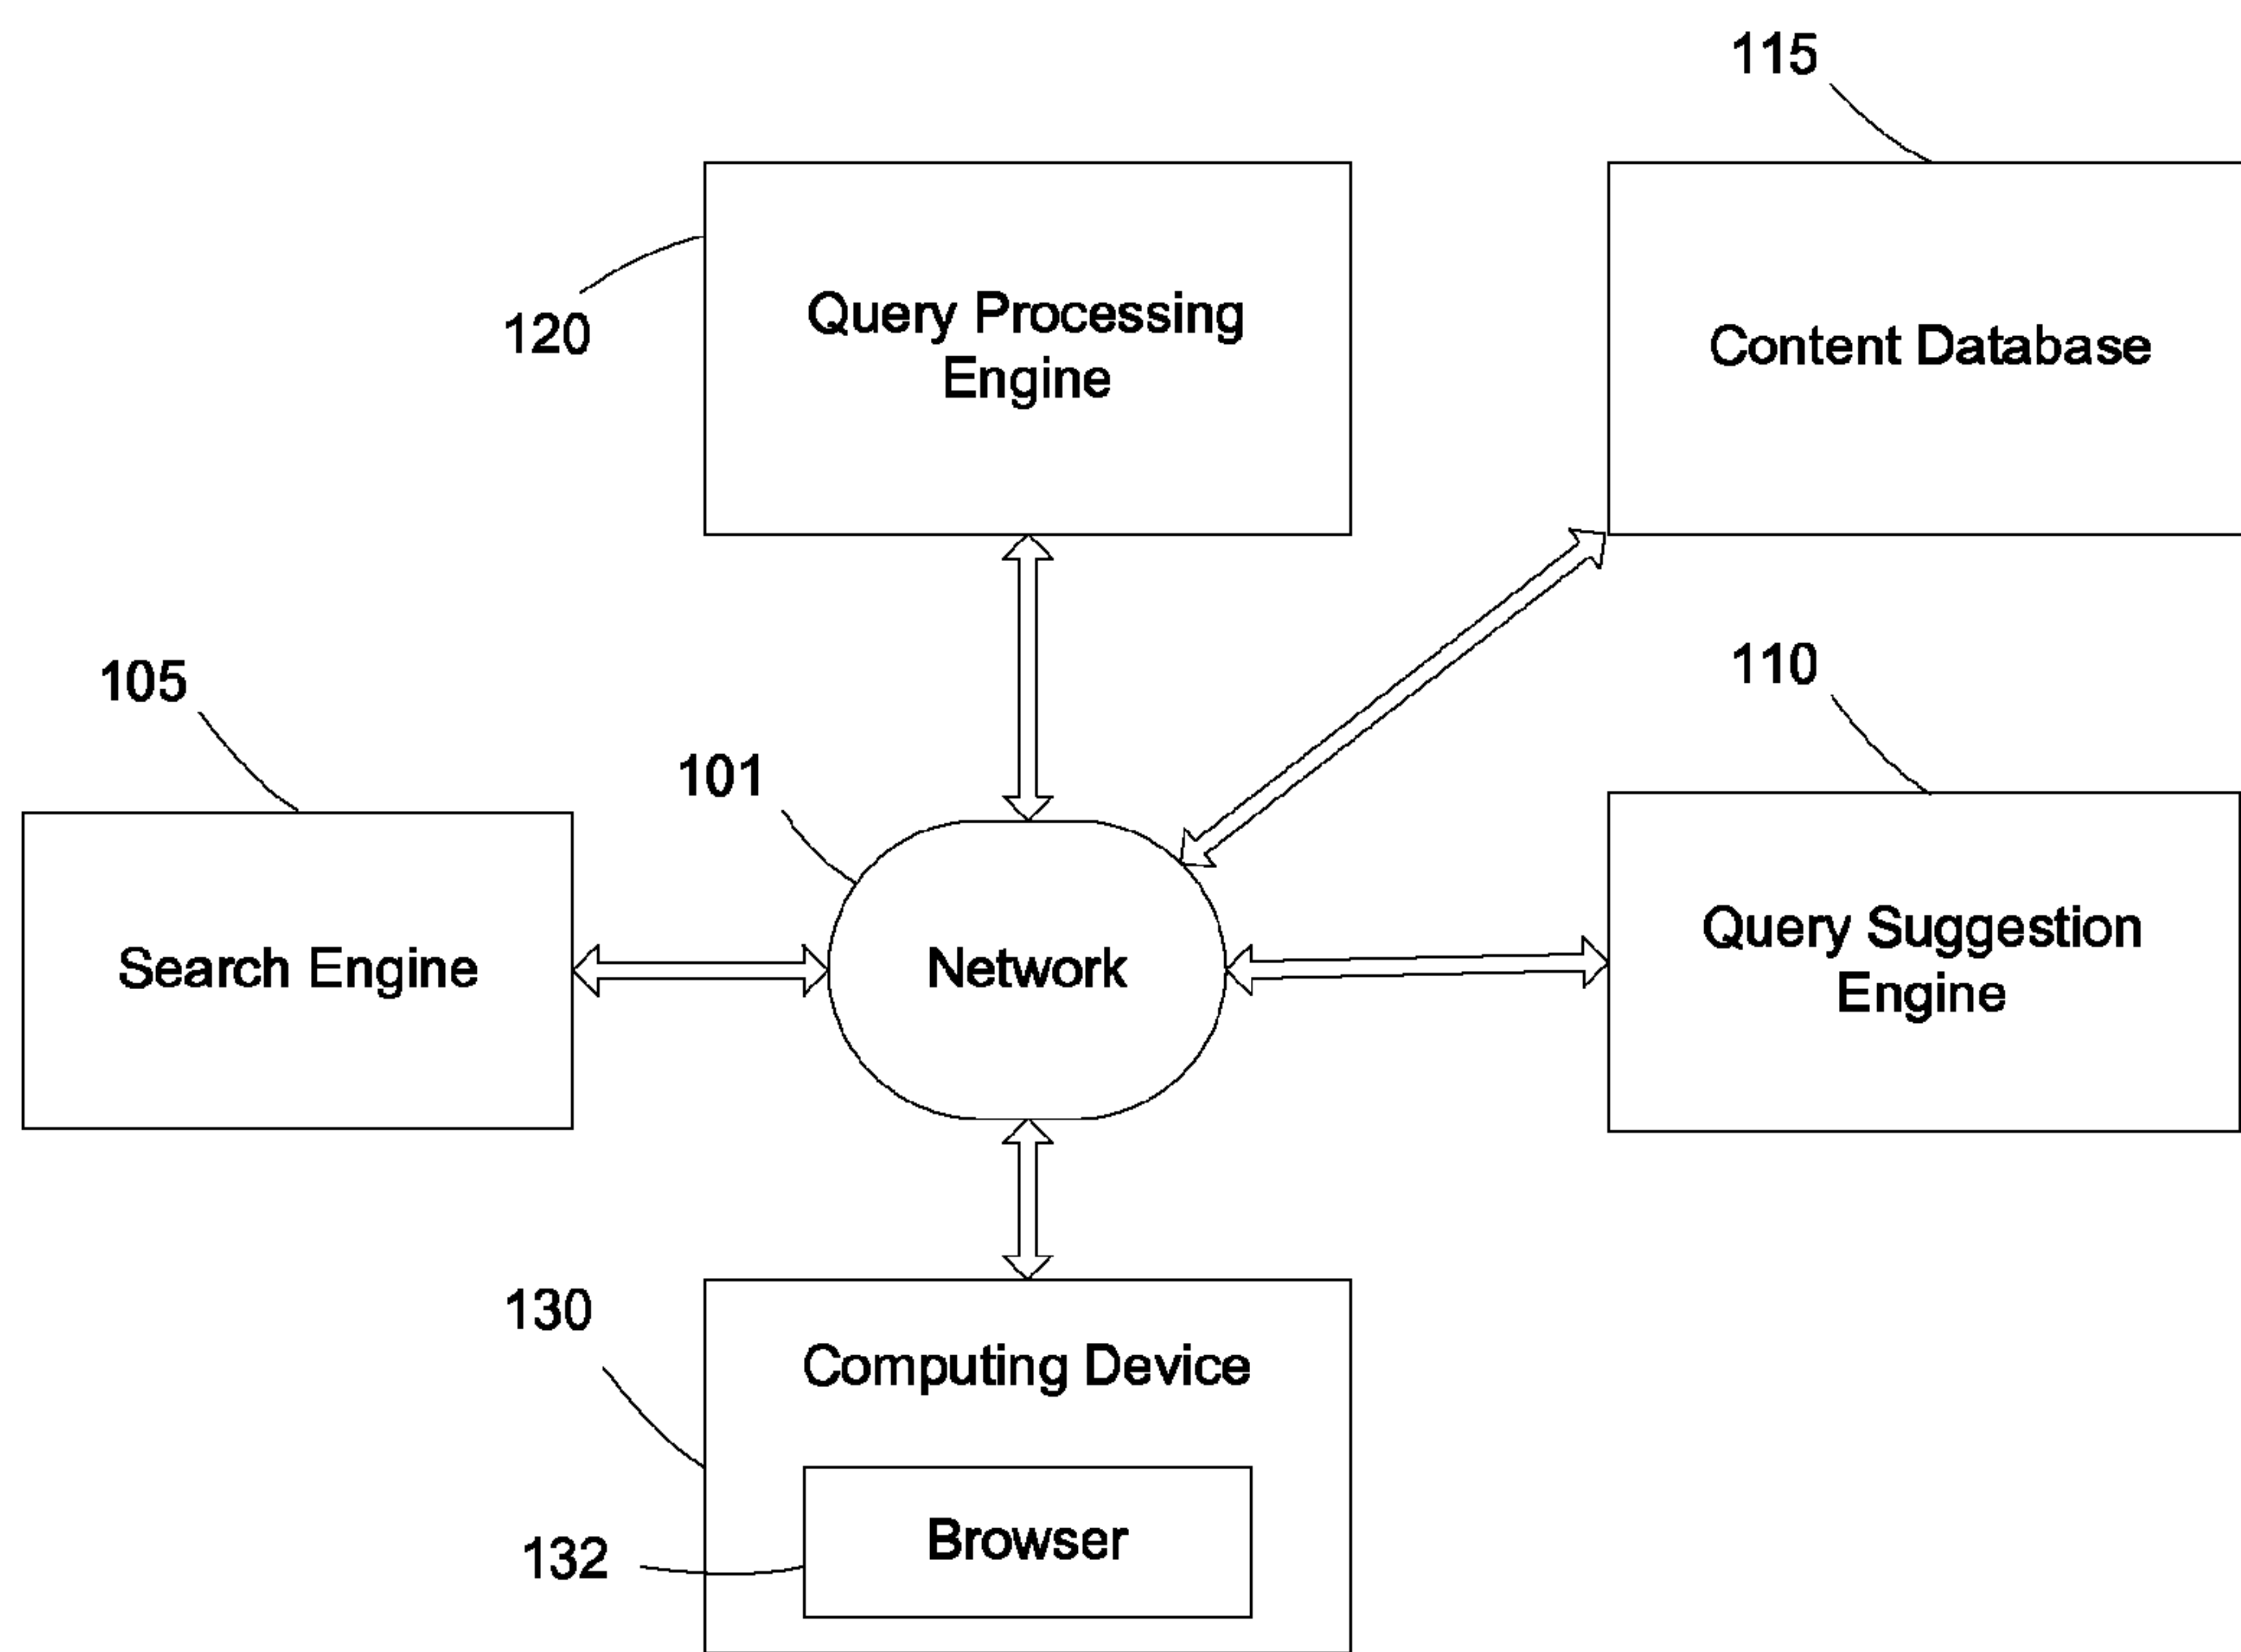 115
120
Query Processing
Engine
Content Database
105
101
110
Search Engine
Network
Query Suggestion
Engine
130
Computing Device
132
Browser